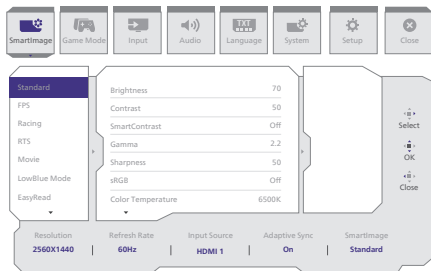 SmartImage
Game Mode
Input
Audio
TXT
Language
System
Setup
Close
Standard
FPS
Racing
RTS
Movie
LowBlue Mode
EasyRead
Brightness 70
Contrast 50
SmartContrast Off
Gamma 2.2
Sharpness 50
sRGB Off
Color Temperature 6500K
Select
OK
Close
Resolution
2560X1440
Refresh Rate
60Hz
Input Source
HDMI 1
Adaptive Sync
On
SmartImage
Standard